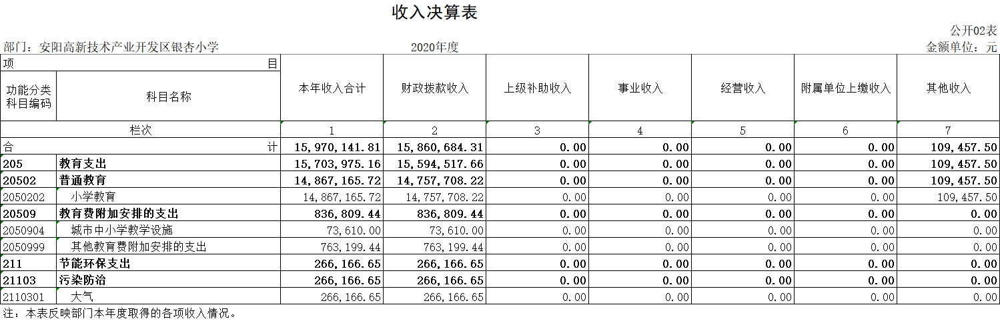 收入决算表
公开02表
部门：安阳高新技术产业开发区银杏小学 2020年度 金额单位：元
项 目 本年收入合计 财政拨款收入 上级补助收入 事业收入 经营收入 附属单位上缴收入 其他收入
功能分类科目编码 科目名称
栏次 1 2 3 4 5 6 7
合 计 15,970,141.81 15,860,684.31 0.00 0.00 0.00 0.00 109,457.50
205 教育支出 15,703,975.16 15,594,517.66 0.00 0.00 0.00 0.00 109,457.50
20502 普通教育 14,867,165.72 14,757,708.22 0.00 0.00 0.00 0.00 109,457.50
2050202 小学教育 14,867,165.72 14,757,708.22 0.00 0.00 0.00 0.00 109,457.50
20509 教育费附加安排的支出 836,809.44 836,809.44 0.00 0.00 0.00 0.00 0.00
2050904 城市中小学教学设施 73,610.00 73,610.00 0.00 0.00 0.00 0.00 0.00
2050999 其他教育费附加安排的支出 763,199.44 763,199.44 0.00 0.00 0.00 0.00 0.00
211 节能环保支出 266,166.65 266,166.65 0.00 0.00 0.00 0.00 0.00
21103 污染防治 266,166.65 266,166.65 0.00 0.00 0.00 0.00 0.00
2110301 大气 266,166.65 266,166.65 0.00 0.00 0.00 0.00 0.00
注：本表反映部门本年度取得的各项收入情况。